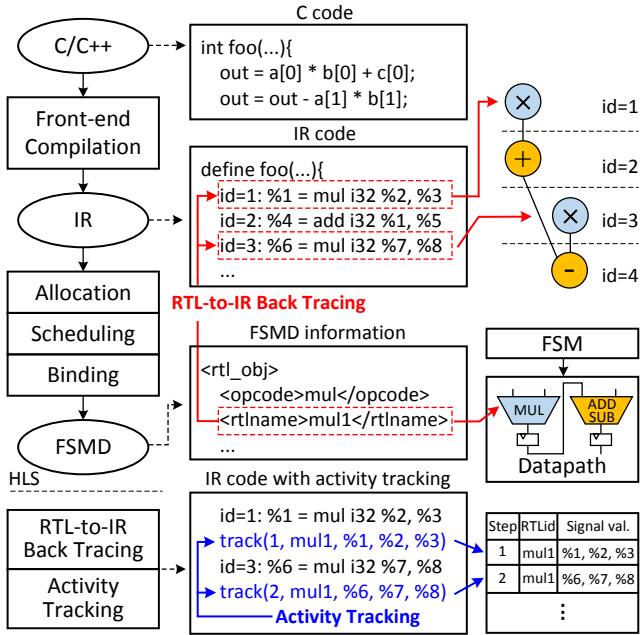 C code
C/C++
int foo(...){
out = a[0] * b[0] + c[0];
out = out - a[1] * b[1];
Front-end
Compilation
IR code
define foo(...){
id=1: %1 = mul i32 %2, %3
id=2: %4 = add i32 %1, %5
id=3: %6 = mul i32 %7, %8
...
IR
×
id=1
+
id=2
×
id=3
-
id=4
Allocation
Scheduling
Binding
RTL-to-IR Back Tracing
FSMD information
<rtl_obj>
<opcode>mul</opcode>
<rtlname>mul1</rtlname>
...
FSM
MUL
ADD
SUB
Datapath
FSMD
HLS
IR code with activity tracking
RTL-to-IR
Back Tracing
Activity
Tracking
id=1: %1 = mul i32 %2, %3
track(1, mul1, %1, %2, %3)
id=3: %6 = mul i32 %7, %8
track(2, mul1, %6, %7, %8)
Activity Tracking
Step RTLid Signal val.
1 mul1 %1, %2, %3
2 mul1 %6, %7, %8
⋮